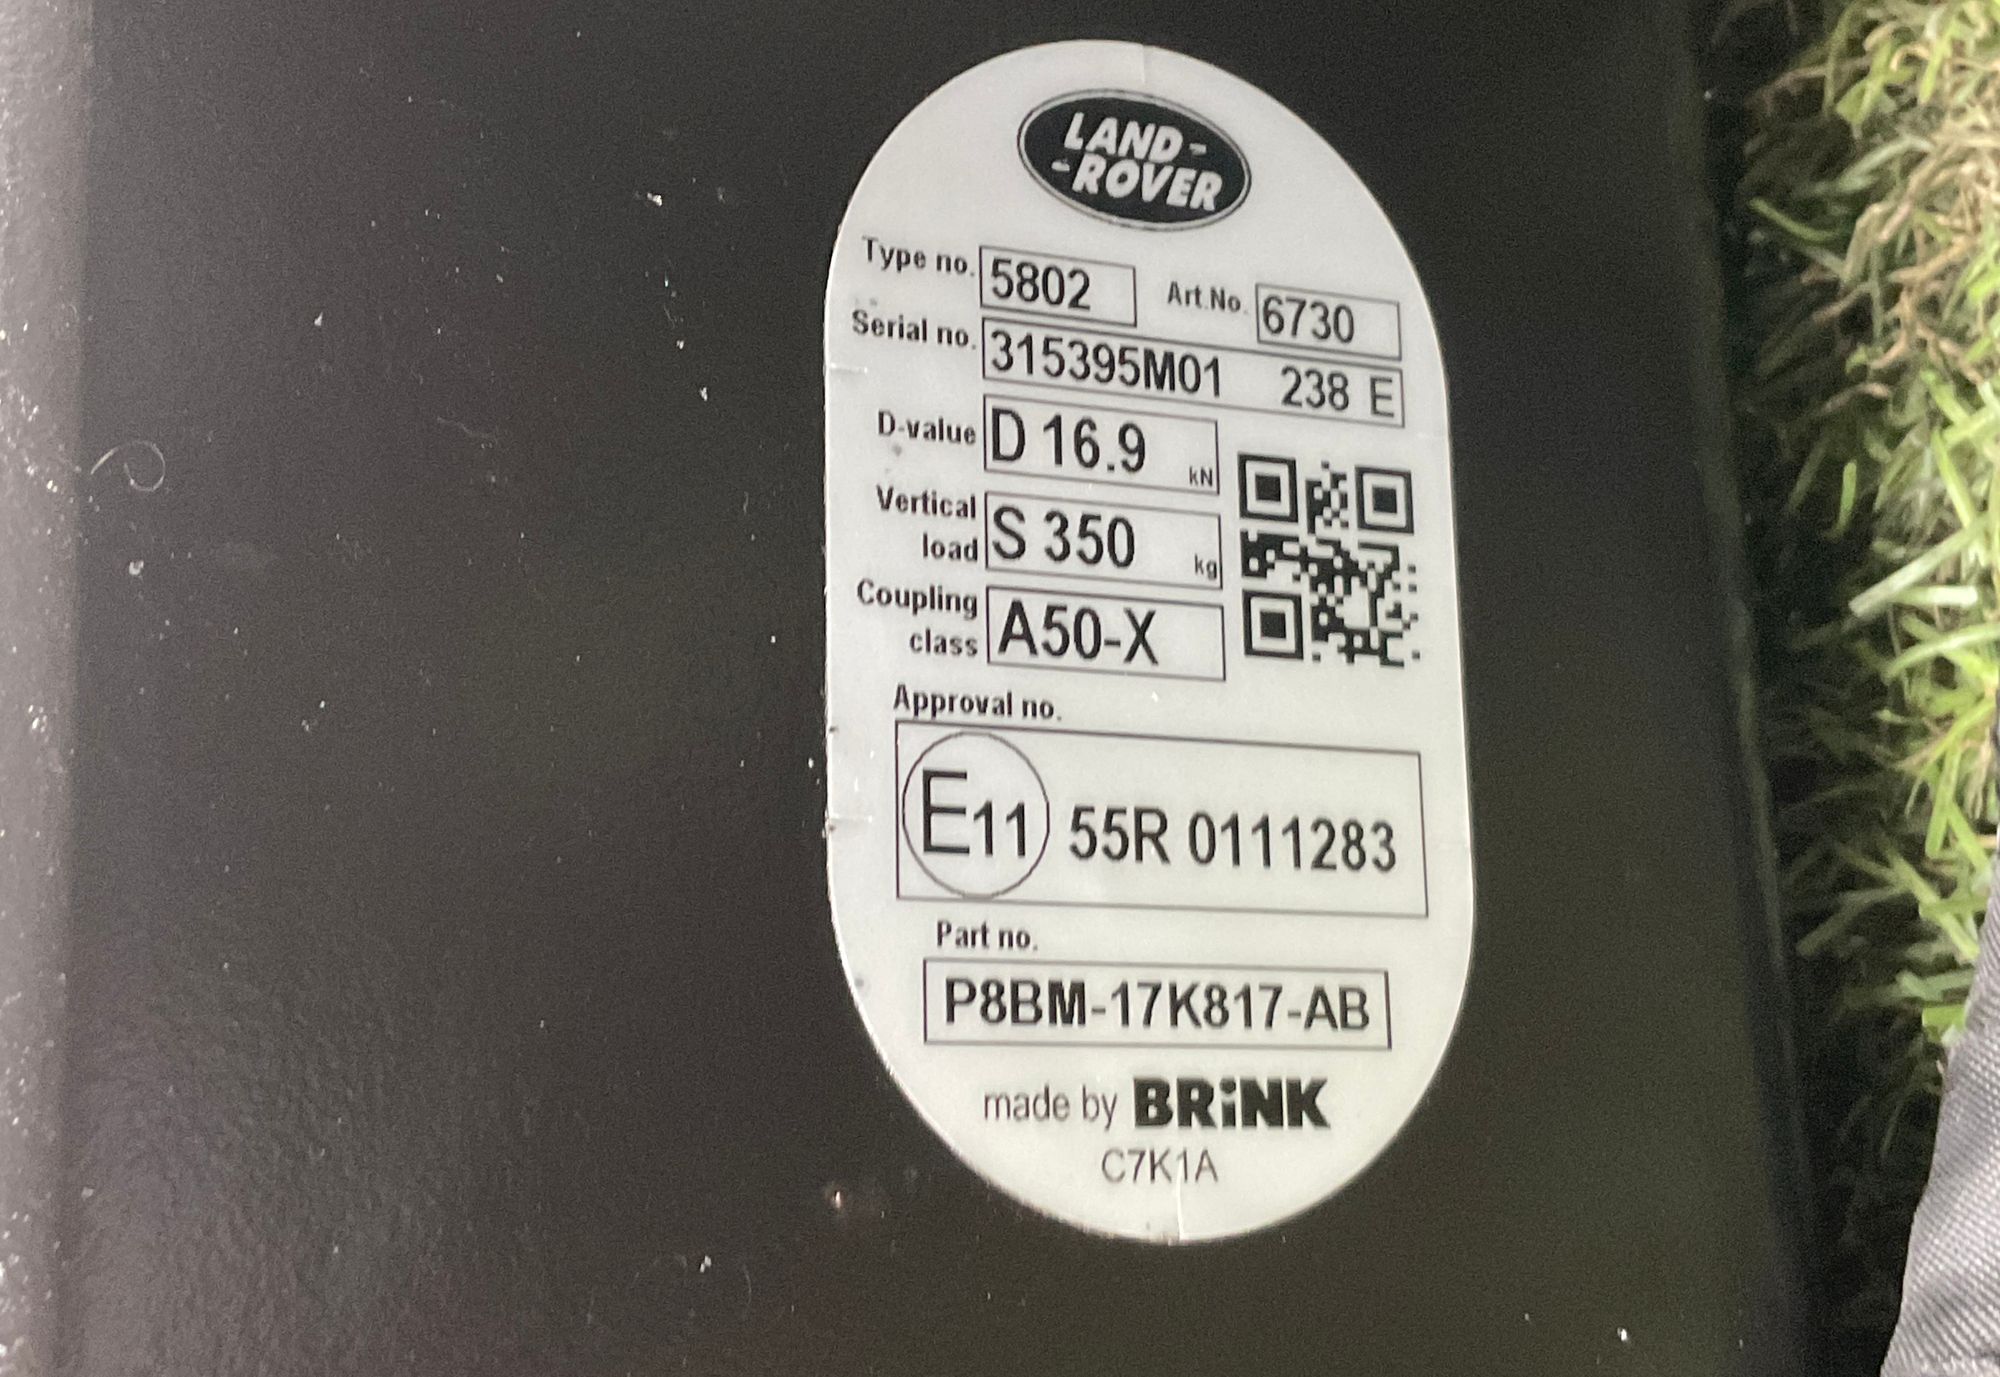 LAND-
-ROVER
Type no. 5802 Art.No. 6730
Serial no. 315395M01 238 E
D-value D 16.9 kN
Vertical load S 350 kg
Coupling class A50-X
Approval no.
E11 55R 0111283
Part no.
P8BM-17K817-AB
made by BRiNK
C7K1A